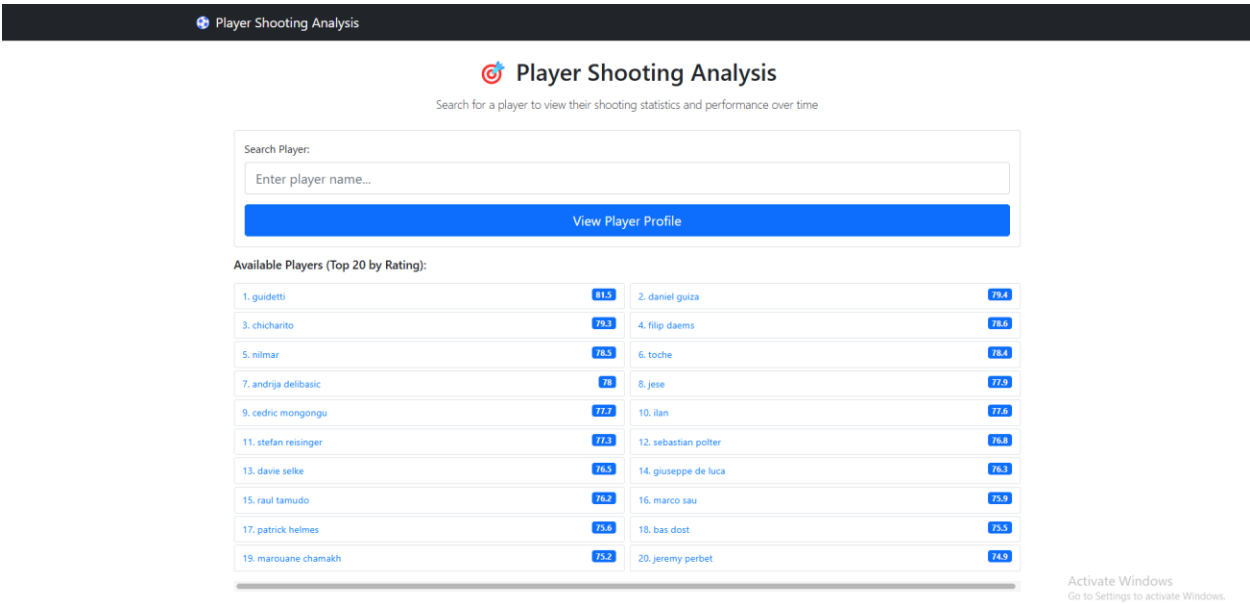 Player Shooting Analysis
Player Shooting Analysis
Search for a player to view their shooting statistics and performance over time
Search Player:
Enter player name...
View Player Profile
Available Players (Top 20 by Rating):
1. guidetti 81.5 2. daniel guiza 79.4
3. chicharito 79.3 4. filip daems 78.6
5. nilmar 78.5 6. toche 78.4
7. andrija delibasic 78 8. jese 77.9
9. cedric mongongu 77.7 10. ilan 77.6
11. stefan reisinger 77.3 12. sebastian polter 76.8
13. davie selke 76.5 14. giuseppe de luca 76.3
15. raul tamudo 76.2 16. marco sau 75.9
17. patrick helmes 75.6 18. bas dost 75.5
19. marouane chamakh 75.2 20. jeremy perbet 74.9
Activate Windows
Go to Settings to activate Windows.